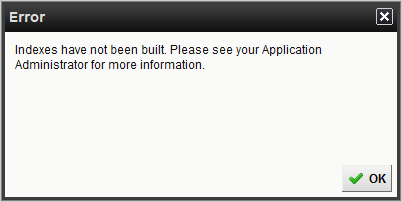 Error
Indexes have not been built. Please see your Application
Administrator for more information.
OK